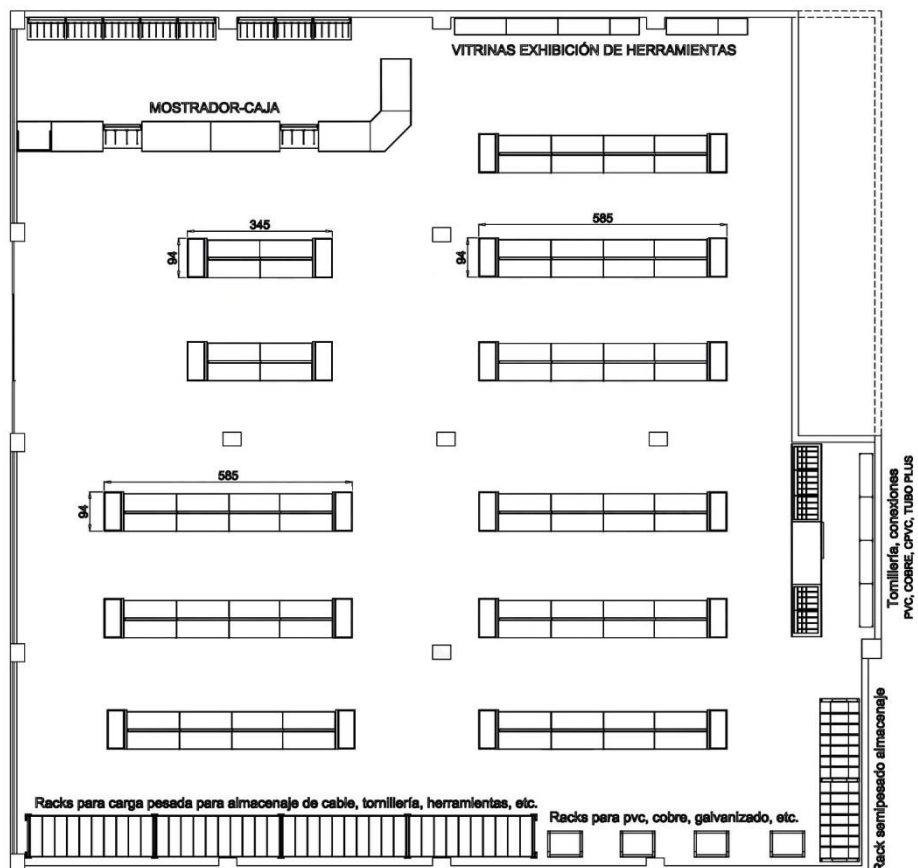 VITRINAS EXHIBICIÓN DE HERRAMIENTAS
MOSTRADOR-CAJA
345
94
585
94
585
94
Tornillería, conexiones
PVC, COBRE, CPVC, TUBO PLUS
Rack semipesado almacenaje
Racks para carga pesada para almacenaje de cable, tornillería, herramientas, etc.
Racks para pvc, cobre, galvanizado, etc.